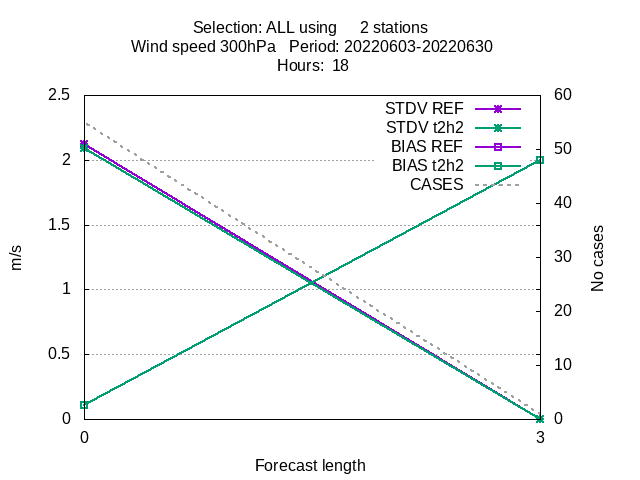 Selection: ALL using 2 stations
Wind speed 300hPa Period: 20220603-20220630
Hours: 18
2.5
2
1.5
1
0.5
0
60
50
40
30
20
10
0
STDV REF
STDV t2h2
BIAS REF
BIAS t2h2
CASES
m/s
No cases
0
3
Forecast length